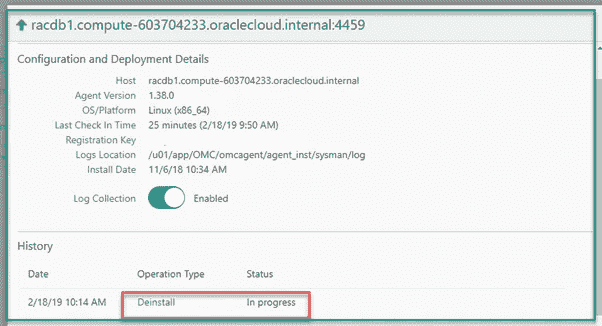 racdb1.compute-603704233.oraclecloud.internal:4459
Configuration and Deployment Details
Host racdb1.compute-603704233.oraclecloud.internal
Agent Version 1.38.0
OS/Platform Linux (x86_64)
Last Check In Time 25 minutes (2/18/19 9:50 AM)
Registration Key
Logs Location /u01/app/OMC/omcagent/agent_inst/sysman/log
Install Date 11/6/18 10:34 AM
Log Collection Enabled
History
Date Operation Type Status
2/18/19 10:14 AM Deinstall In progress